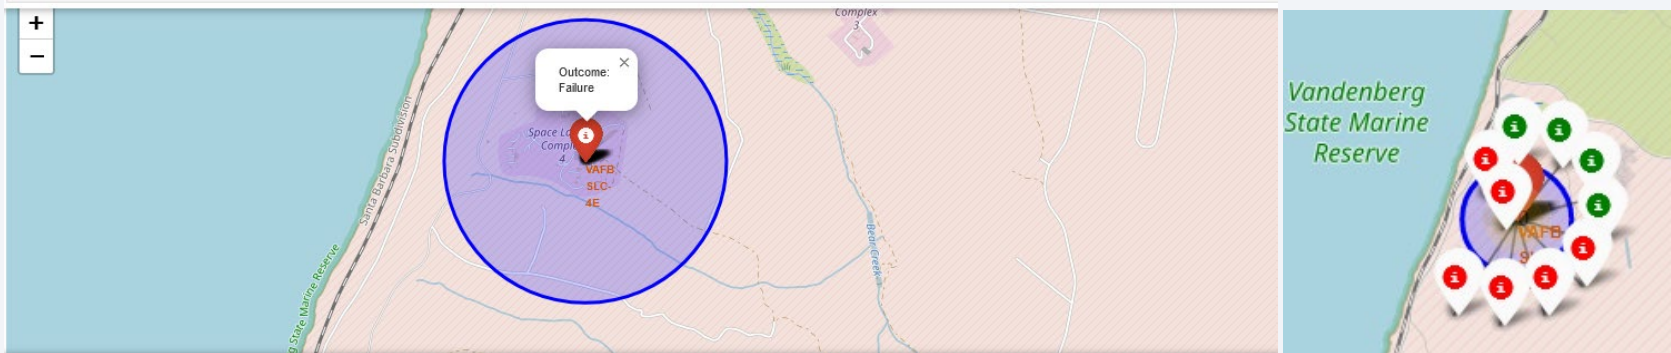 +
−
Outcome:
Failure
×
Complex
3
Space La
Comple
4
VAFB
SLC-
4E
Santa Barbara Subdivision
g State Marine Reserve
Bear Creek
Vandenberg
State Marine
Reserve
VAFB